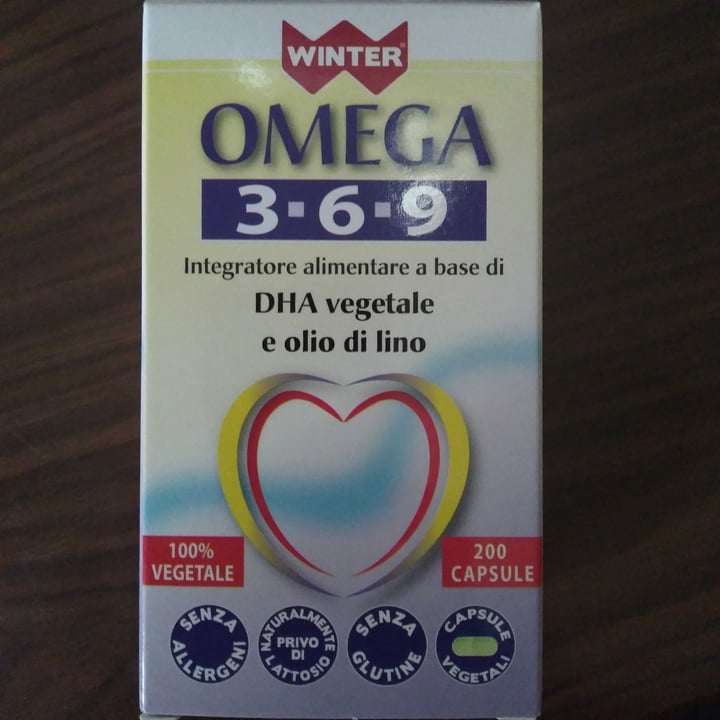 WINTER®
OMEGA
3·6·9
Integratore alimentare a base di
DHA vegetale
e olio di lino
100%
VEGETALE
200
CAPSULE
SENZA
ALLERGENI
NATURALMENTE
PRIVO
DI
LATTOSIO
SENZA
GLUTINE
CAPSULE
VEGETALI